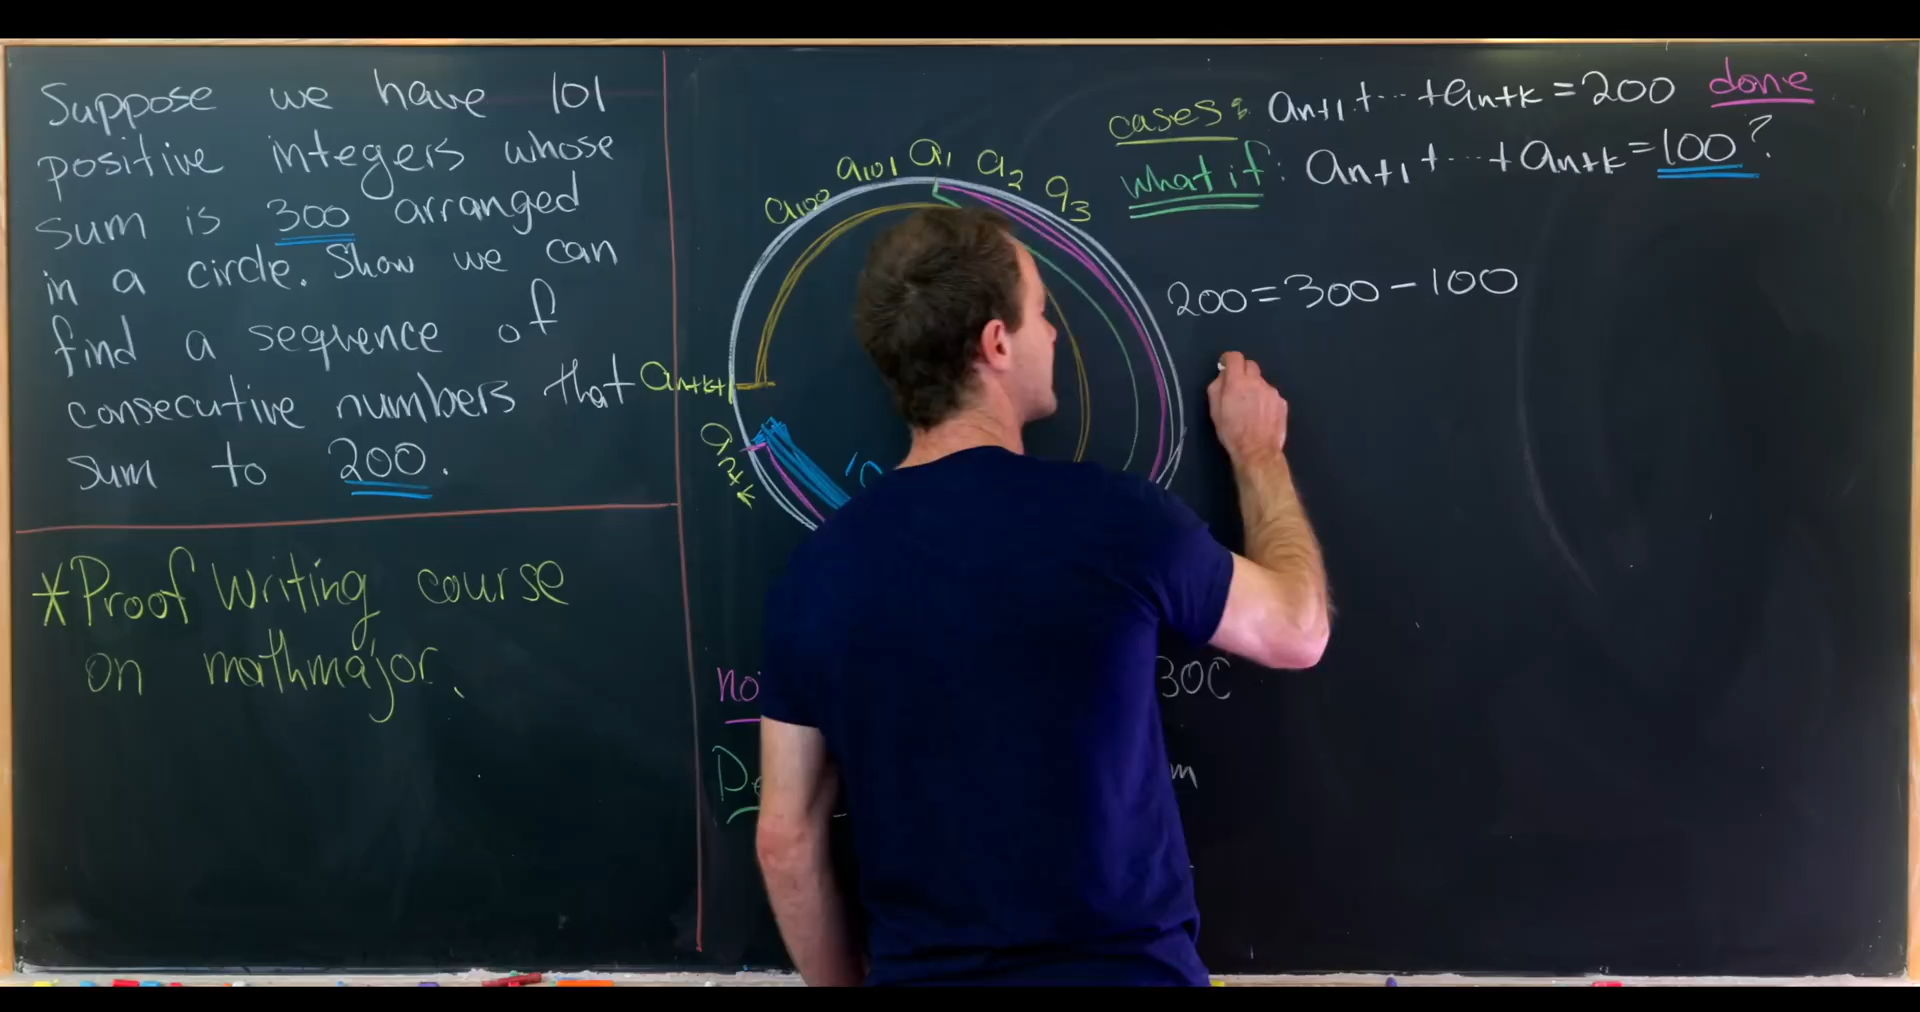 Suppose we have 101
positive integers whose
sum is 300 arranged
in a circle. Show we can
find a sequence of
consecutive numbers that
sum to 200.
*Proof Writing course
on mathmajor.
a100 a101 a1 a2 a3
an+k+1
an+k
no
cases: an+1 + ... + an+k = 200 done
what if: an+1 + ... + an+k = 100?
200 = 300 - 100